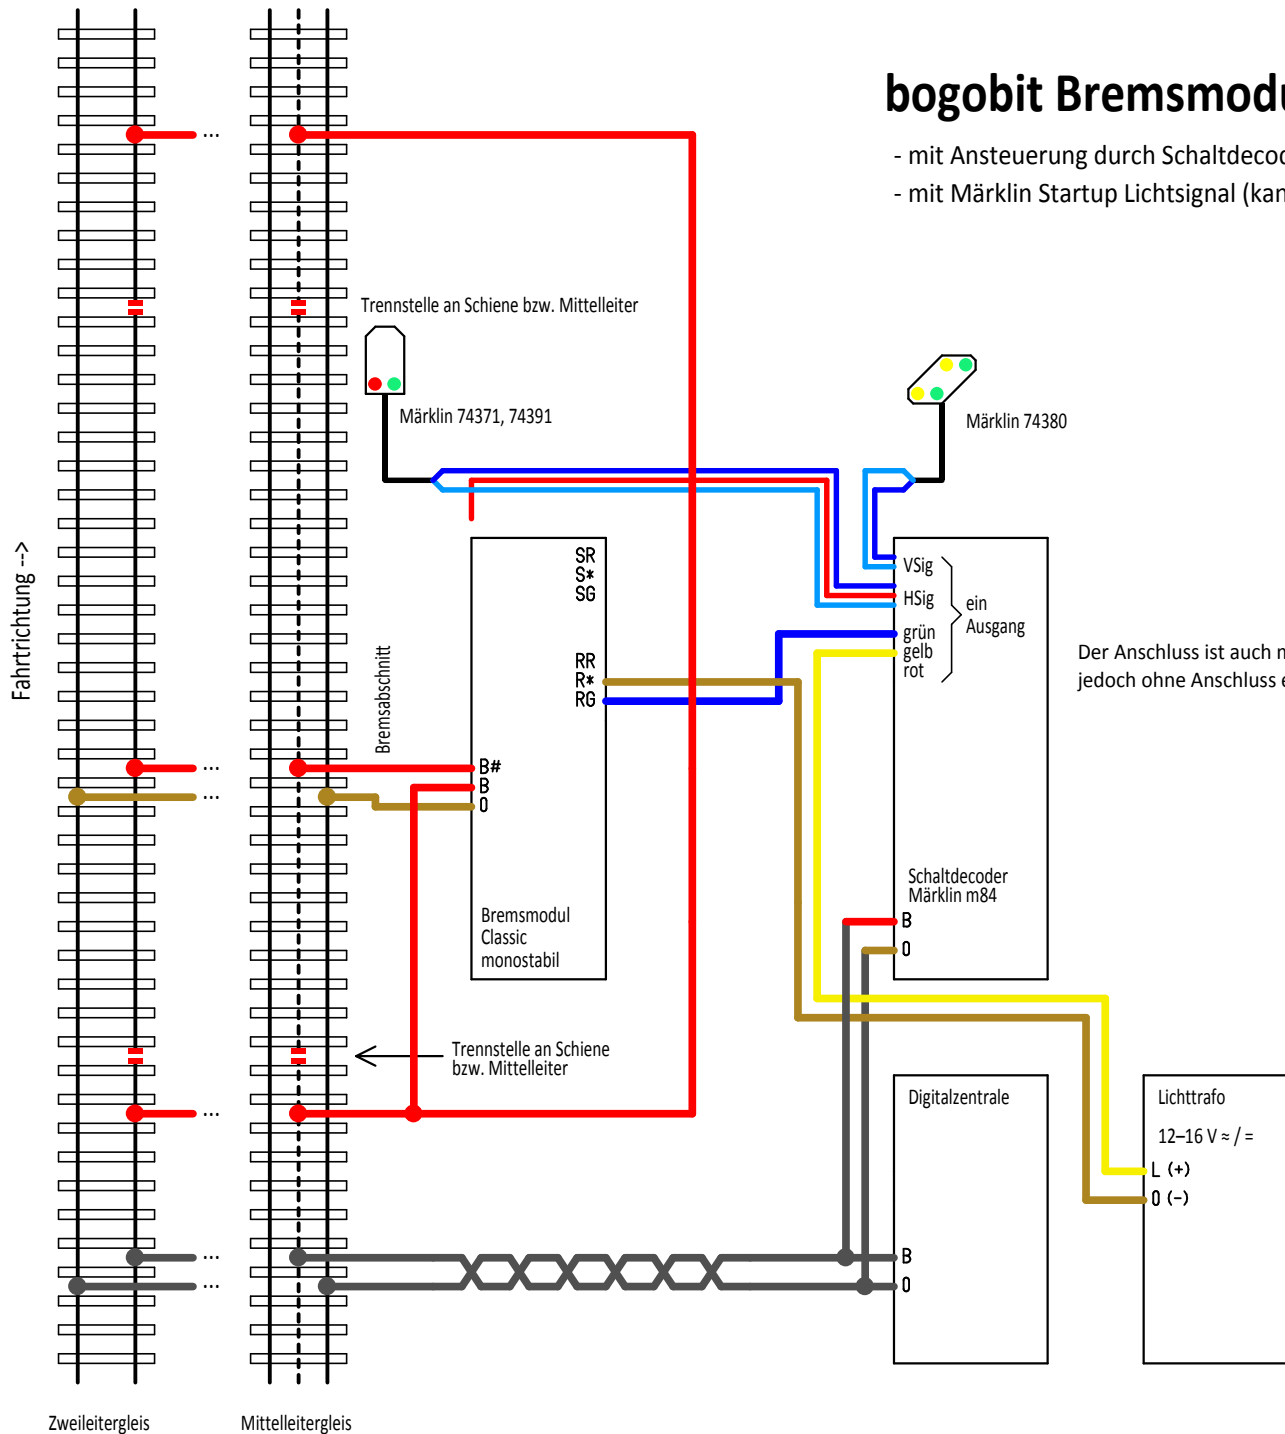 bogobit Bremsmodu
- mit Ansteuerung durch Schaltdecod
- mit Märklin Startup Lichtsignal (kan
...
...
Trennstelle an Schiene bzw. Mittelleiter
Märklin 74371, 74391
Märklin 74380
Fahrtrichtung -->
SR
S*
SG
RR
R*
RG
VSig
HSig
grün
gelb
rot
ein
Ausgang
Der Anschluss ist auch m
jedoch ohne Anschluss e
Bremsabschnitt
...
...
B#
B
0
Bremsmodul
Classic
monostabil
Schaltdecoder
Märklin m84
B
0
Trennstelle an Schiene
bzw. Mittelleiter
...
Digitalzentrale
B
0
Lichttrafo
12–16 V ≈ / =
L (+)
0 (-)
...
...
Zweileitergleis
Mittelleitergleis